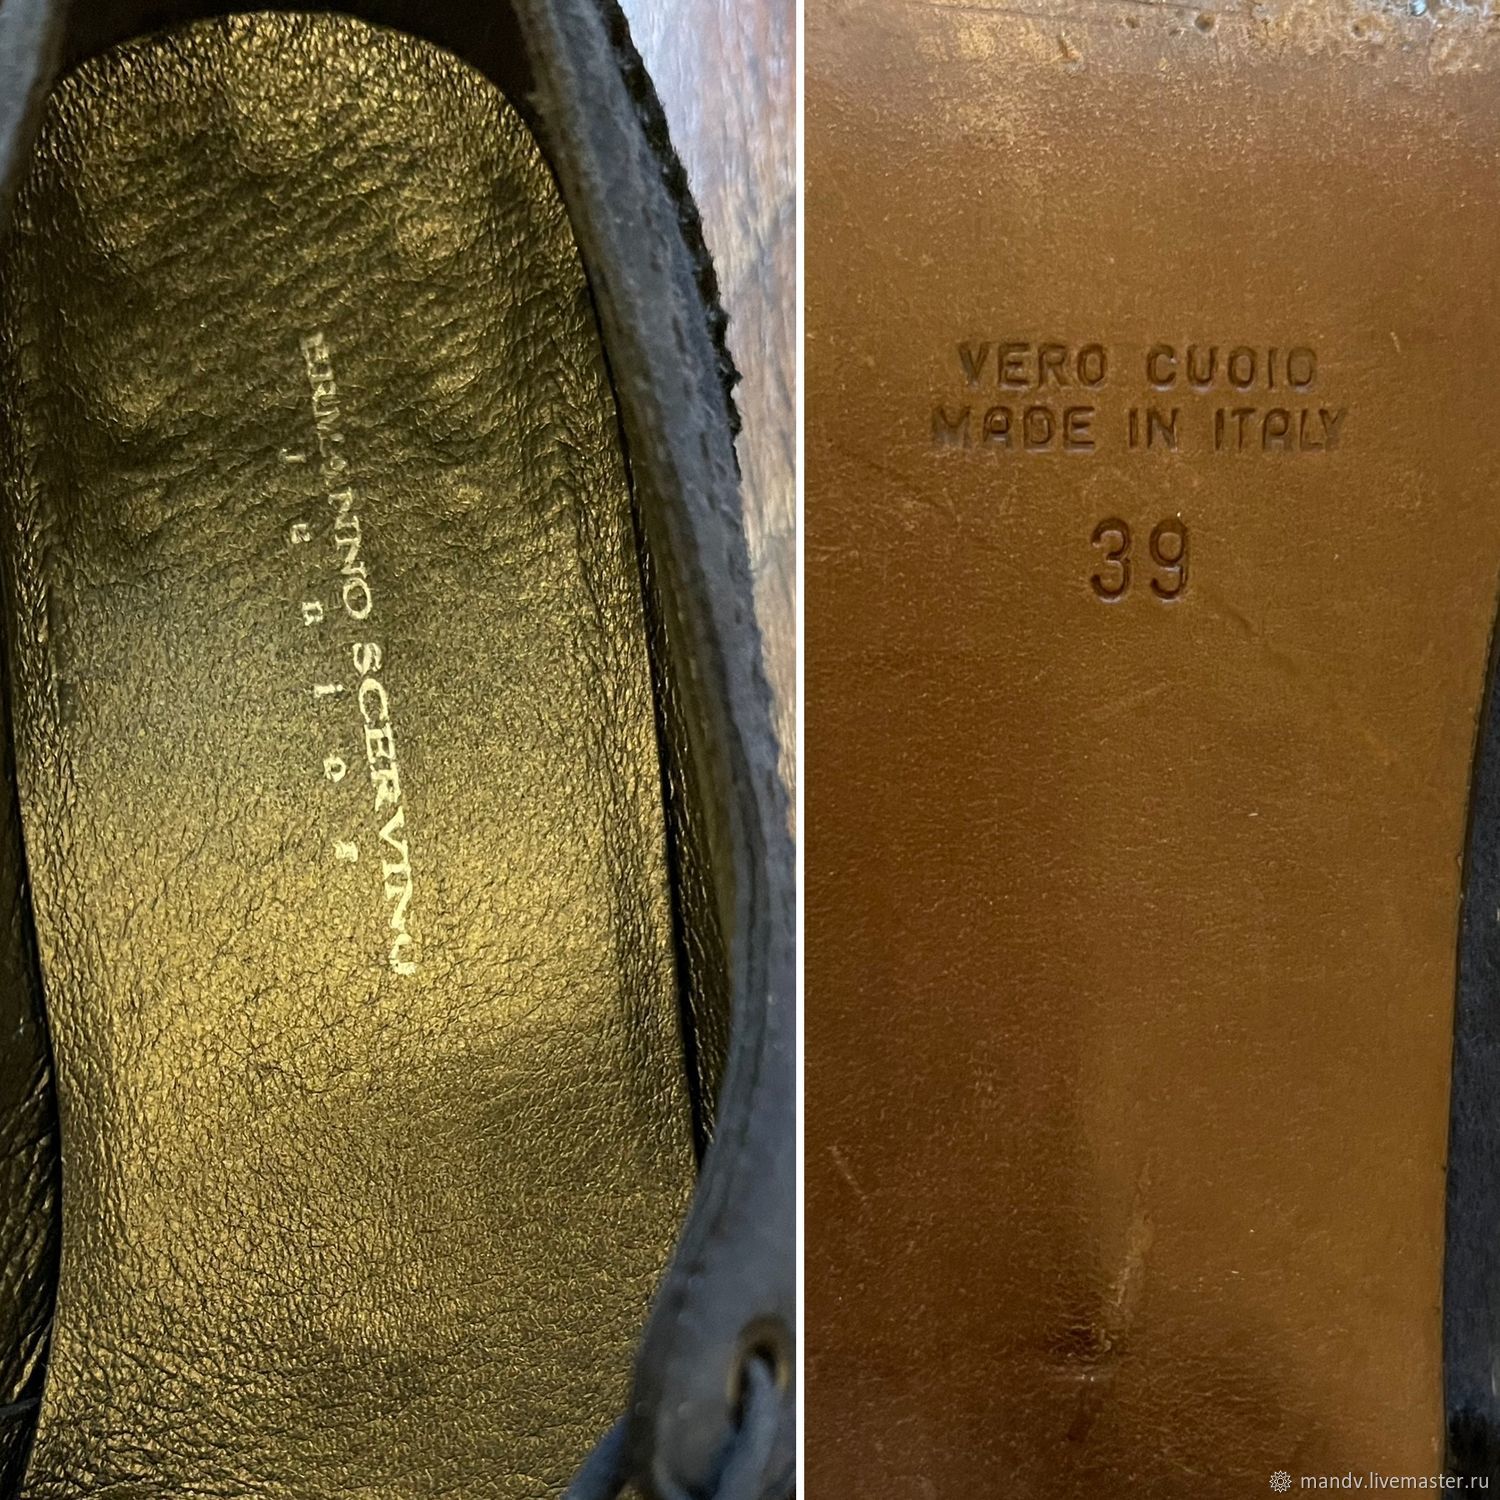 ERMANNO SCERVINO
VERO CUOIO
MADE IN ITALY
39
mandv.livemaster.ru